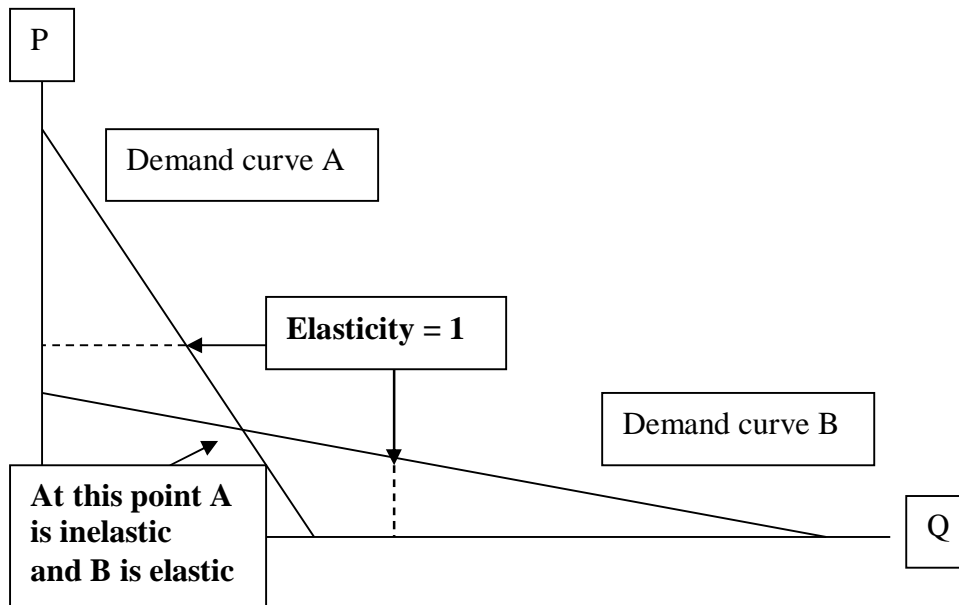 P
Demand curve A
Elasticity = 1
Demand curve B
At this point A
is inelastic
and B is elastic
Q